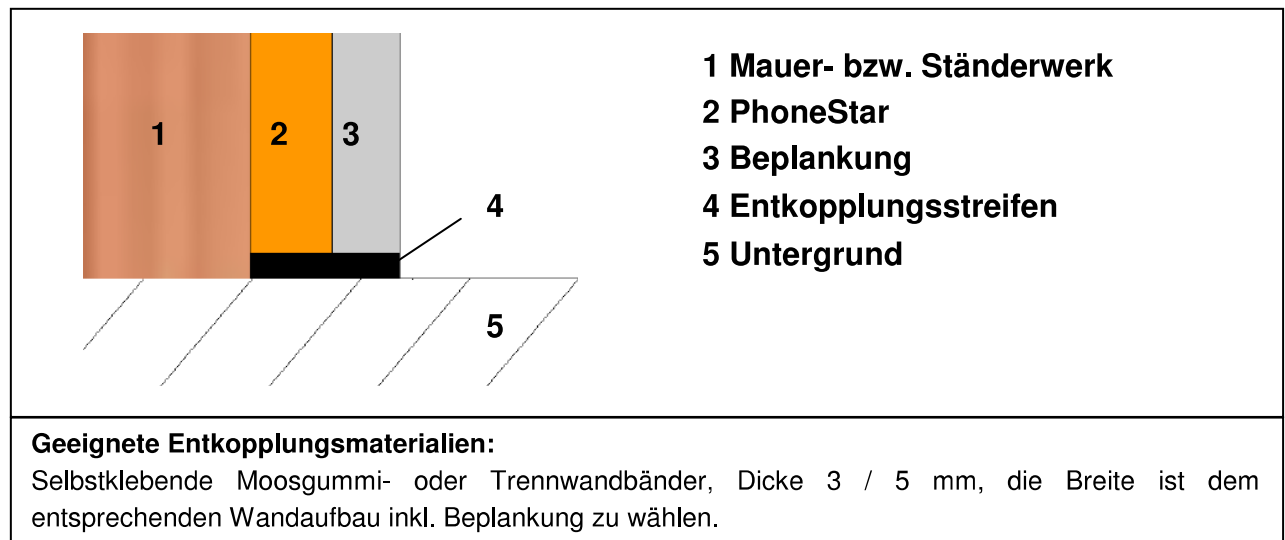 1 Mauer- bzw. Ständerwerk
2 PhoneStar
3 Beplankung
4 Entkopplungsstreifen
5 Untergrund
1
2
3
4
5
Geeignete Entkopplungsmaterialien:
Selbstklebende Moosgummi- oder Trennwandbänder, Dicke 3 / 5 mm, die Breite ist dem
entsprechenden Wandaufbau inkl. Beplankung zu wählen.